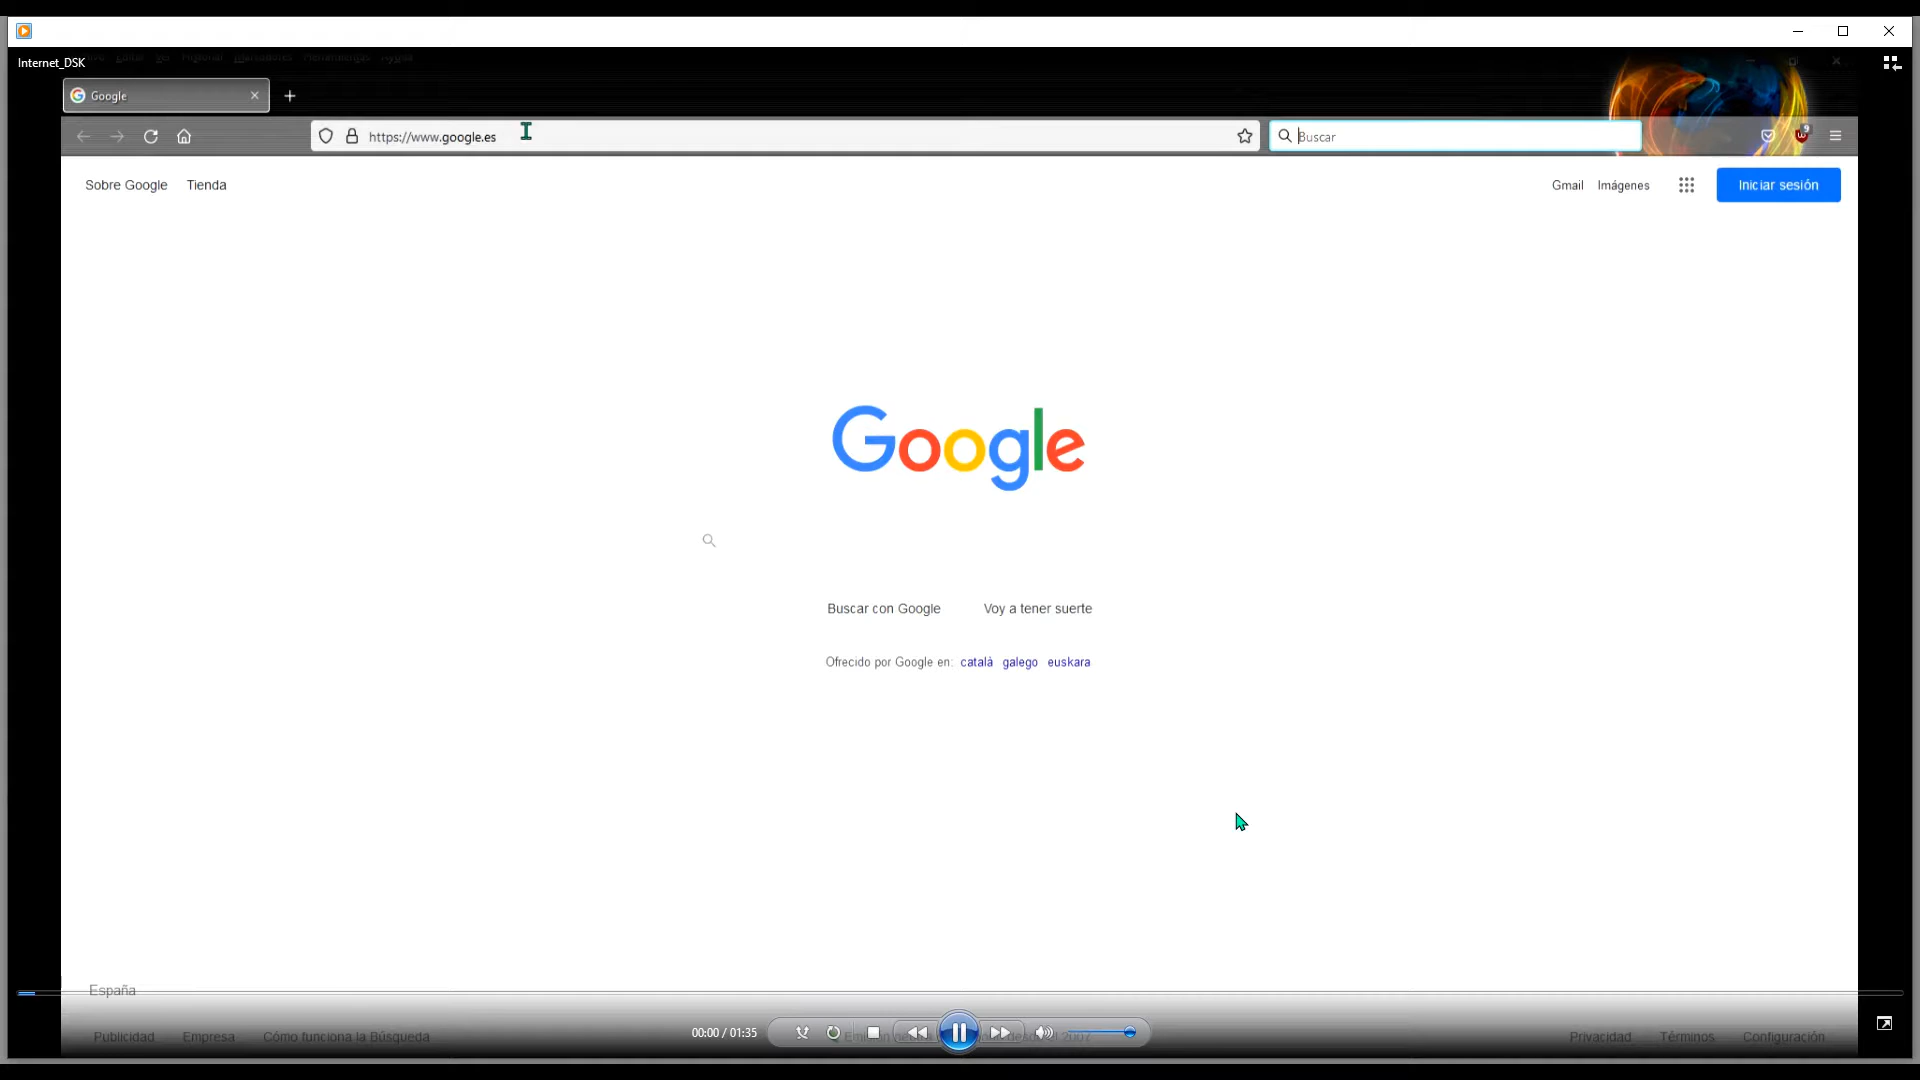 Internet_DSK
Google
https://www.google.es
Buscar
9
Sobre Google Tienda
Gmail Imágenes Iniciar sesión
Google
Buscar con Google Voy a tener suerte
Ofrecido por Google en: català galego euskara
España
00:00 / 01:35
Publicidad Empresa Cómo funciona la Búsqueda
2007
Privacidad Términos Configuración